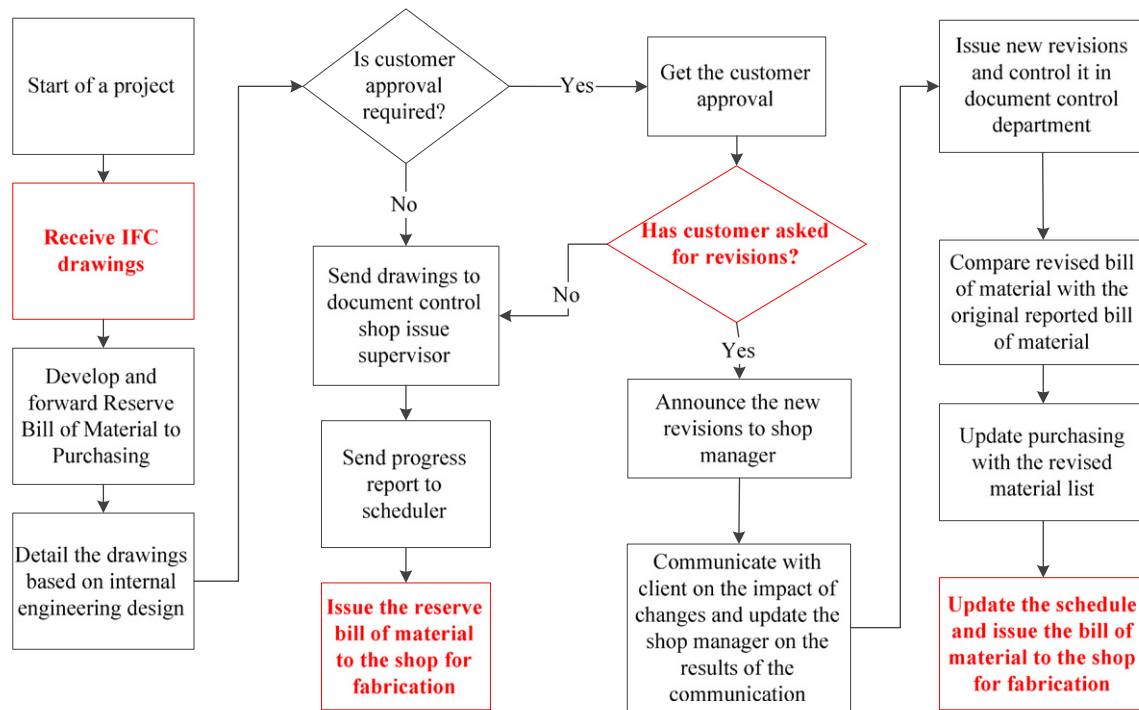 Start of a project
Receive IFC
drawings
Develop and
forward Reserve
Bill of Material to
Purchasing
Detail the drawings
based on internal
engineering design
Is customer
approval
required?
Yes
No
Send drawings to
document control
shop issue
supervisor
Send progress
report to
scheduler
Issue the reserve
bill of material
to the shop for
fabrication
Get the customer
approval
Has customer asked
for revisions?
No
Yes
Announce the new
revisions to shop
manager
Communicate with
client on the impact
of changes and
update the
shop manager on
the results of the
communication
Issue new revisions
and control it in
document control
department
Compare revised bill
of material with the
original reported bill
of material
Update purchasing
with the revised
material list
Update the schedule
and issue the bill of
material to the shop
for fabrication